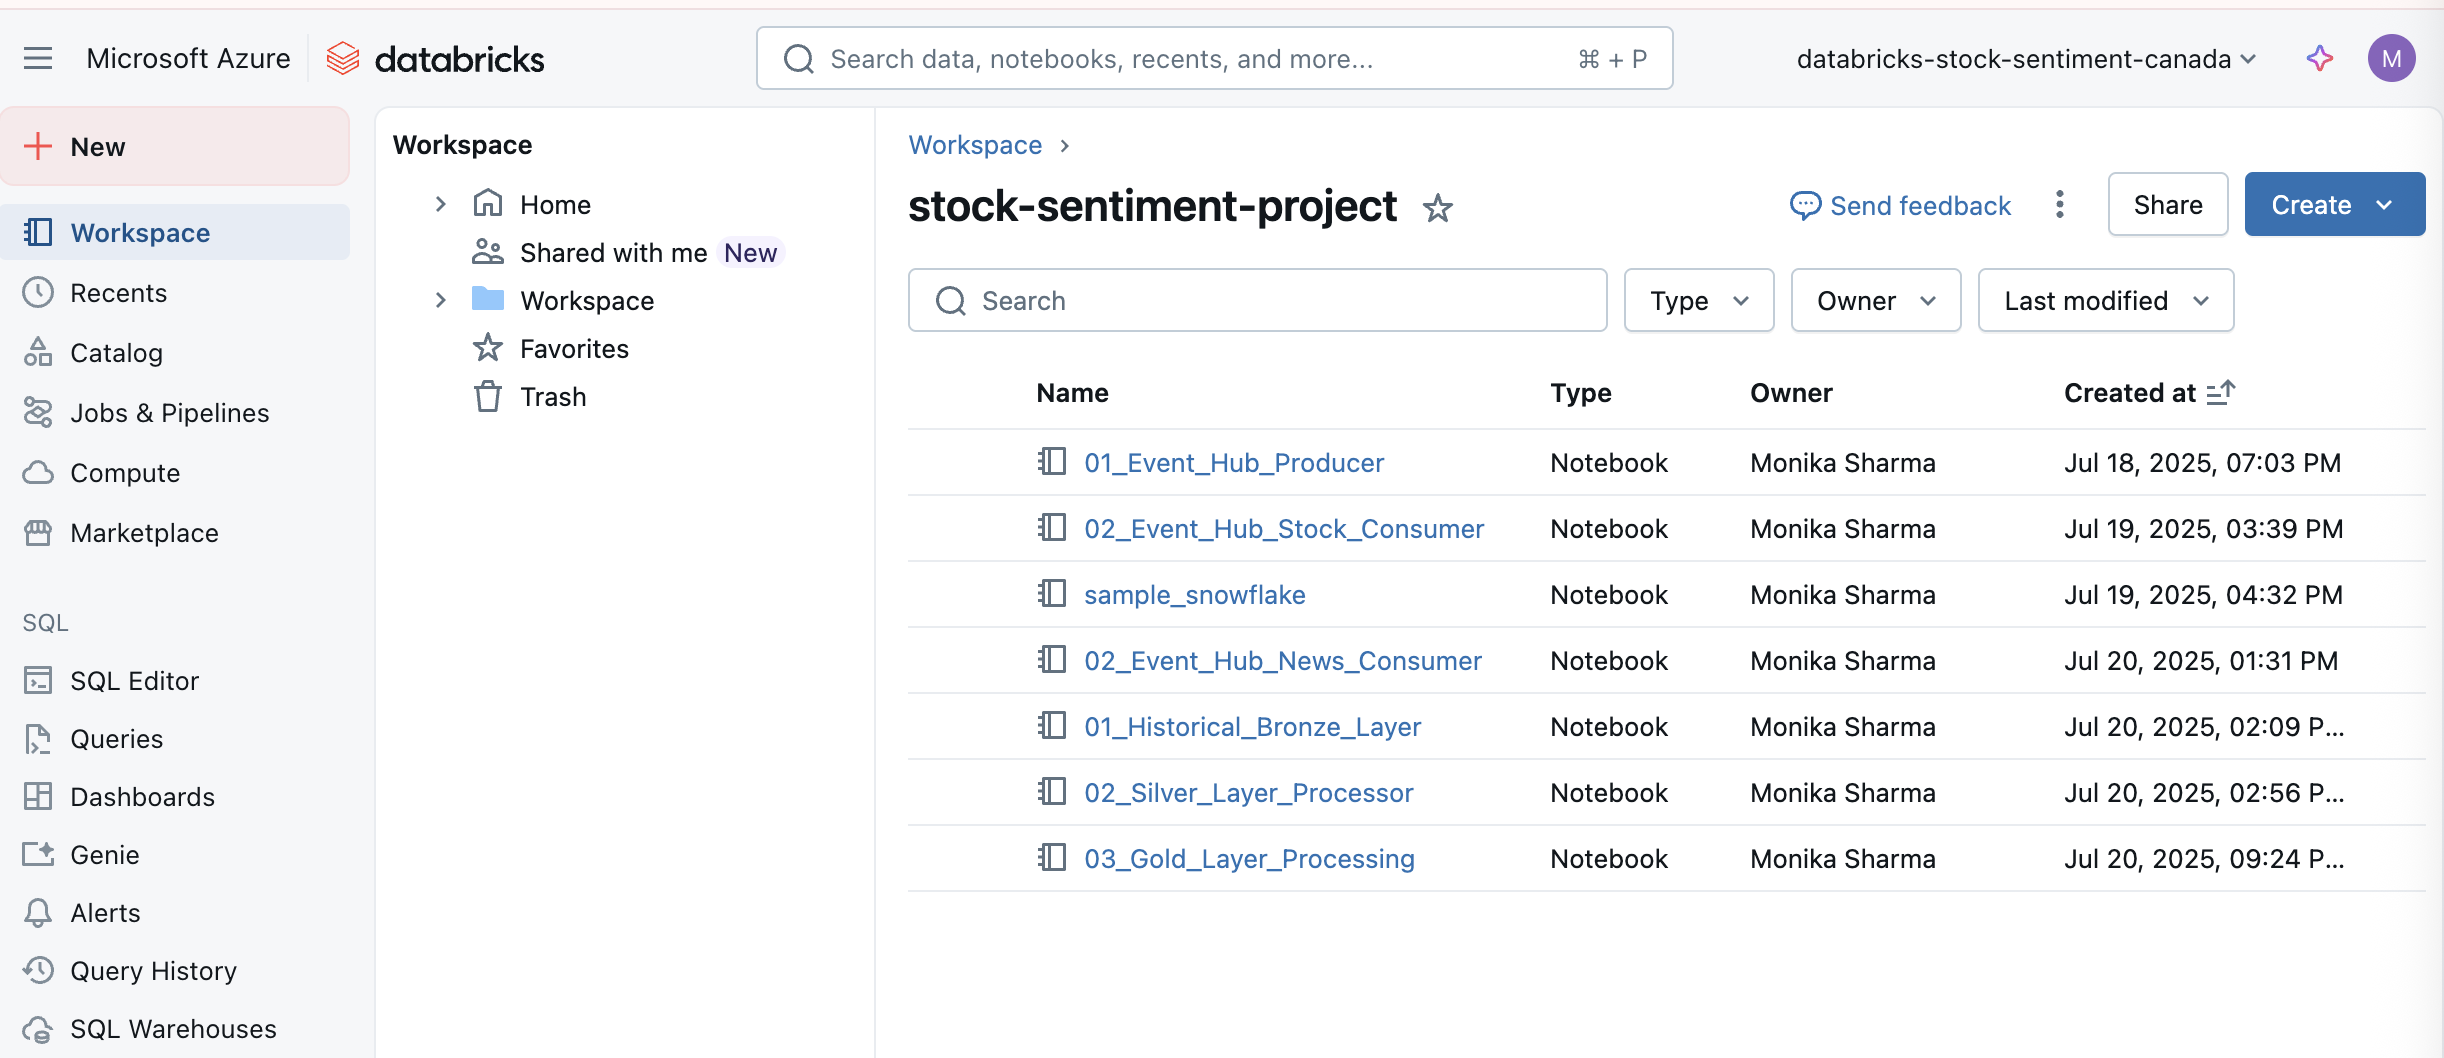 Microsoft Azure databricks Search data, notebooks, recents, and more... ⌘ + P databricks-stock-sentiment-canada M
New
Workspace
Recents
Catalog
Jobs & Pipelines
Compute
Marketplace
SQL
SQL Editor
Queries
Dashboards
Genie
Alerts
Query History
SQL Warehouses
Workspace
Home
Shared with me New
Workspace
Favorites
Trash
Workspace ›
stock-sentiment-project
Send feedback Share Create
Search Type Owner Last modified
Name Type Owner Created at
01_Event_Hub_Producer Notebook Monika Sharma Jul 18, 2025, 07:03 PM
02_Event_Hub_Stock_Consumer Notebook Monika Sharma Jul 19, 2025, 03:39 PM
sample_snowflake Notebook Monika Sharma Jul 19, 2025, 04:32 PM
02_Event_Hub_News_Consumer Notebook Monika Sharma Jul 20, 2025, 01:31 PM
01_Historical_Bronze_Layer Notebook Monika Sharma Jul 20, 2025, 02:09 P...
02_Silver_Layer_Processor Notebook Monika Sharma Jul 20, 2025, 02:56 P...
03_Gold_Layer_Processing Notebook Monika Sharma Jul 20, 2025, 09:24 P...